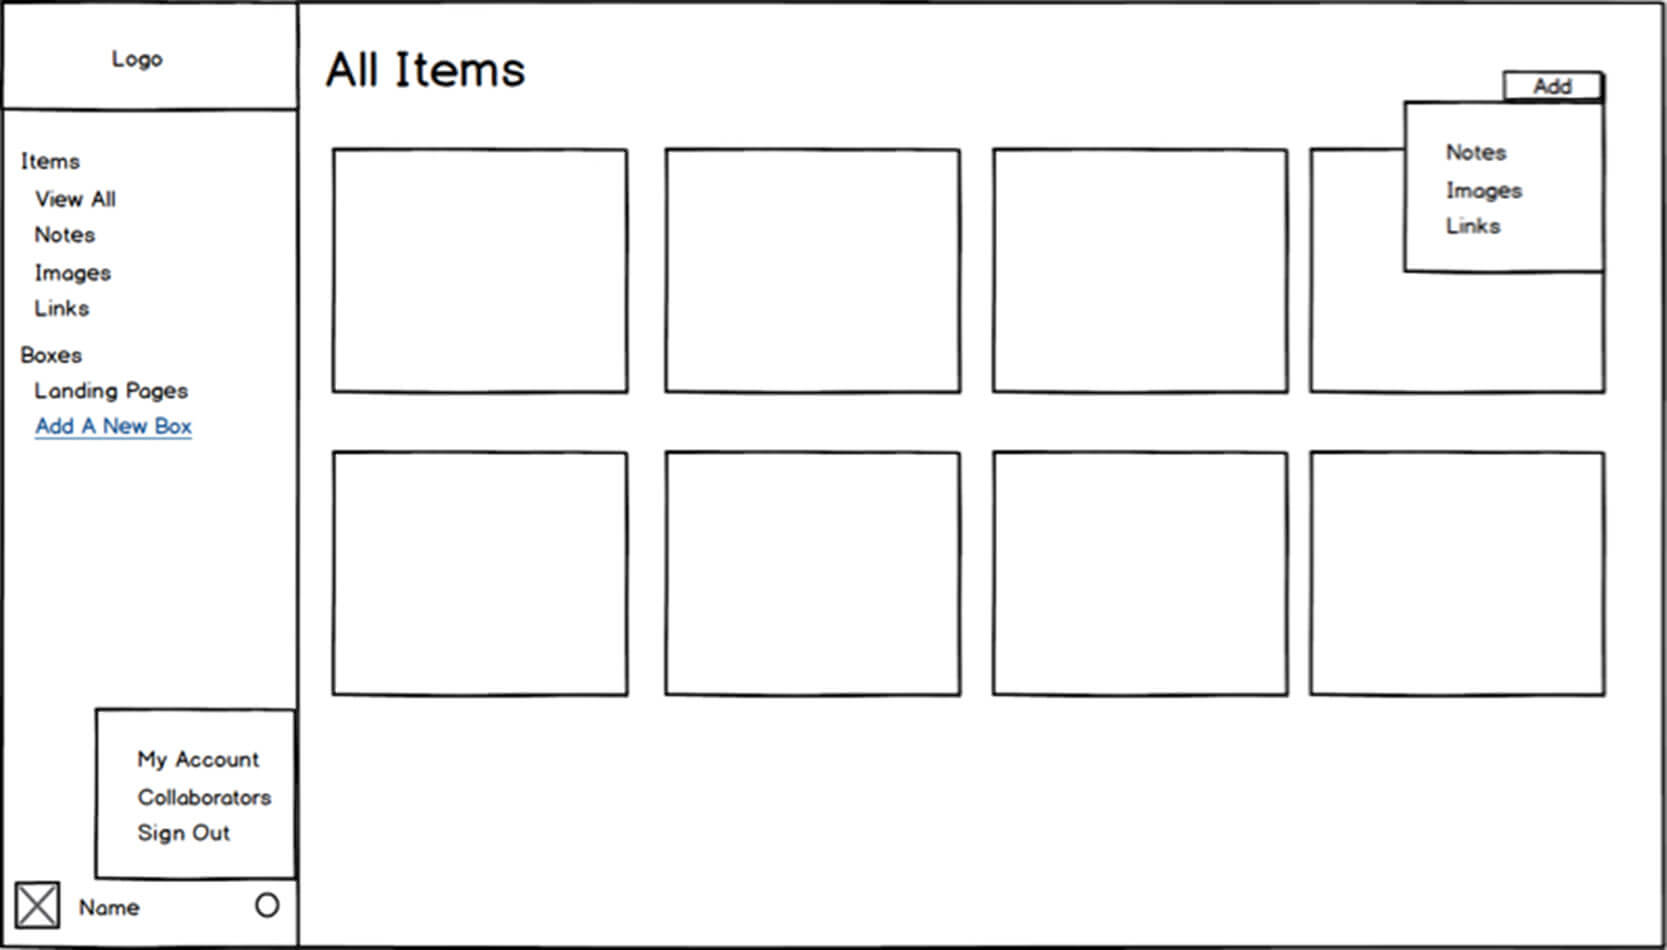 Logo
Items
View All
Notes
Images
Links
Boxes
Landing Pages
Add A New Box
My Account
Collaborators
Sign Out
Name
All Items
Add
Notes
Images
Links